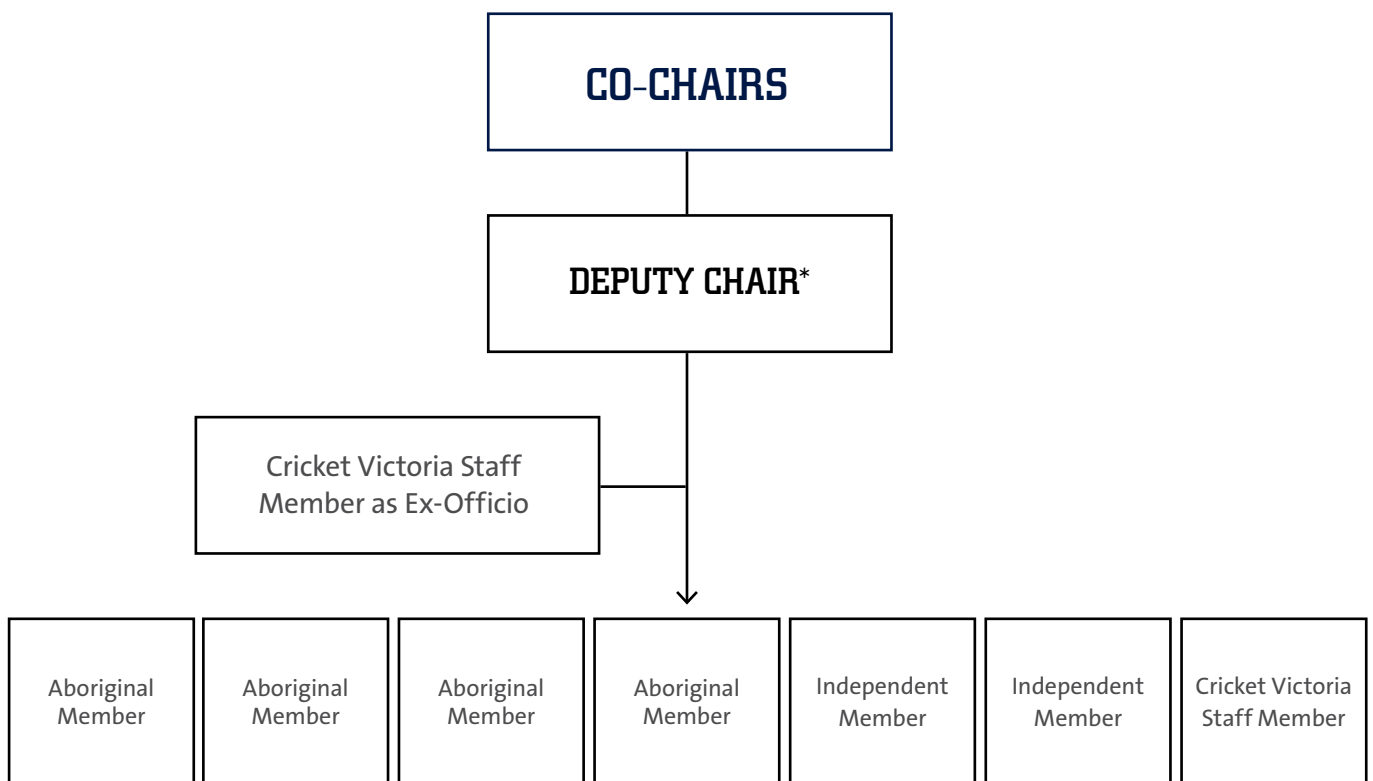 CO-CHAIRS
DEPUTY CHAIR*
Cricket Victoria Staff
Member as Ex-Officio
Aboriginal
Member
Aboriginal
Member
Aboriginal
Member
Aboriginal
Member
Independent
Member
Independent
Member
Cricket Victoria
Staff Member